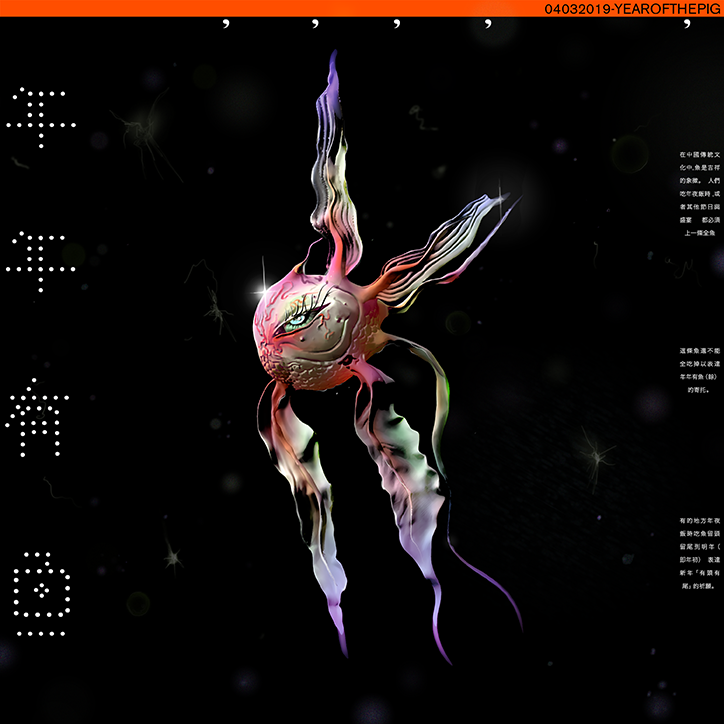 04032019-YEAROFTHEPIG
, , , , ,
年
年
有
鱼
在中國傳統文
化中,魚是吉祥
的象徵。 人們
吃年夜飯時,或
者其他節日與
盛宴 都必須
上一條全魚
這條魚還不能
全吃掉以表達
年年有魚(餘)
的寄托。
有的地方年夜
飯時吃魚留頭
留尾到明年(
即年初) 表達
新年「有頭有
尾」的祈願。